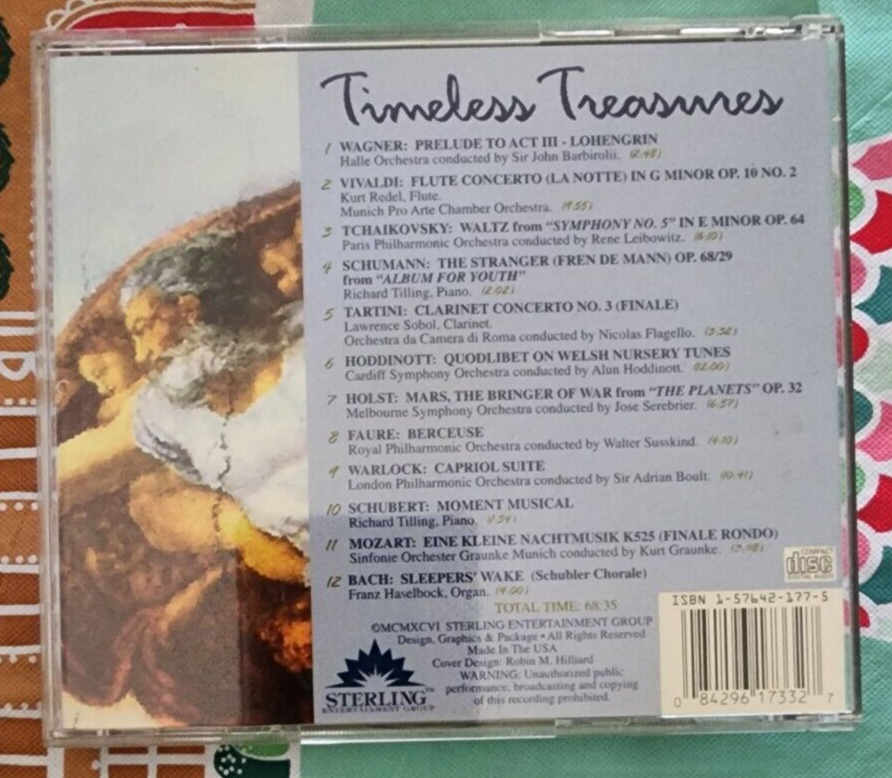 Timeless Treasures
1 WAGNER: PRELUDE TO ACT III - LOHENGRIN
Halle Orchestra conducted by Sir John Barbirolli. (2:48)
2 VIVALDI: FLUTE CONCERTO (LA NOTTE) IN G MINOR OP. 10 NO. 2
Kurt Redel, Flute.
Munich Pro Arte Chamber Orchestra. (9:55)
3 TCHAIKOVSKY: WALTZ from "SYMPHONY NO. 5" IN E MINOR OP. 64
Paris Philharmonic Orchestra conducted by Rene Leibowitz. (6:10)
4 SCHUMANN: THE STRANGER (FREN DE MANN) OP. 68/29
from "ALBUM FOR YOUTH"
Richard Tilling, Piano. (2:02)
5 TARTINI: CLARINET CONCERTO NO. 3 (FINALE)
Lawrence Sobol, Clarinet.
Orchestra da Camera di Roma conducted by Nicolas Flagello. (3:32)
6 HODDINOTT: QUODLIBET ON WELSH NURSERY TUNES
Cardiff Symphony Orchestra conducted by Alun Hoddinott. (12:00)
7 HOLST: MARS, THE BRINGER OF WAR from "THE PLANETS" OP. 32
Melbourne Symphony Orchestra conducted by Jose Serebrier. (6:57)
8 FAURE: BERCEUSE
Royal Philharmonic Orchestra conducted by Walter Susskind. (4:10)
9 WARLOCK: CAPRIOL SUITE
London Philharmonic Orchestra conducted by Sir Adrian Boult. (10:41)
10 SCHUBERT: MOMENT MUSICAL
Richard Tilling, Piano.
11 MOZART: EINE KLEINE NACHTMUSIK K525 (FINALE RONDO)
Sinfonie Orchester Graunke Munich conducted by Kurt Graunke
12 BACH: SLEEPERS' WAKE (Schubler Chorale)
Franz Haselbock, Organ. (4:00)
TOTAL TIME: 68:35
COMPACT
disc
DIGITAL AUDIO
©MCMXCVI STERLING ENTERTAINMENT GROUP
Design, Graphics & Package • All Rights Reserved
Made In The USA
Cover Design: Robin M. Hilliard
WARNING: Unauthorized public
performance, broadcasting and copying
of this recording prohibited.
STERLING™
ENTERTAINMENT GROUP
ISBN 1-57642-177-5
0 84296 17332 7